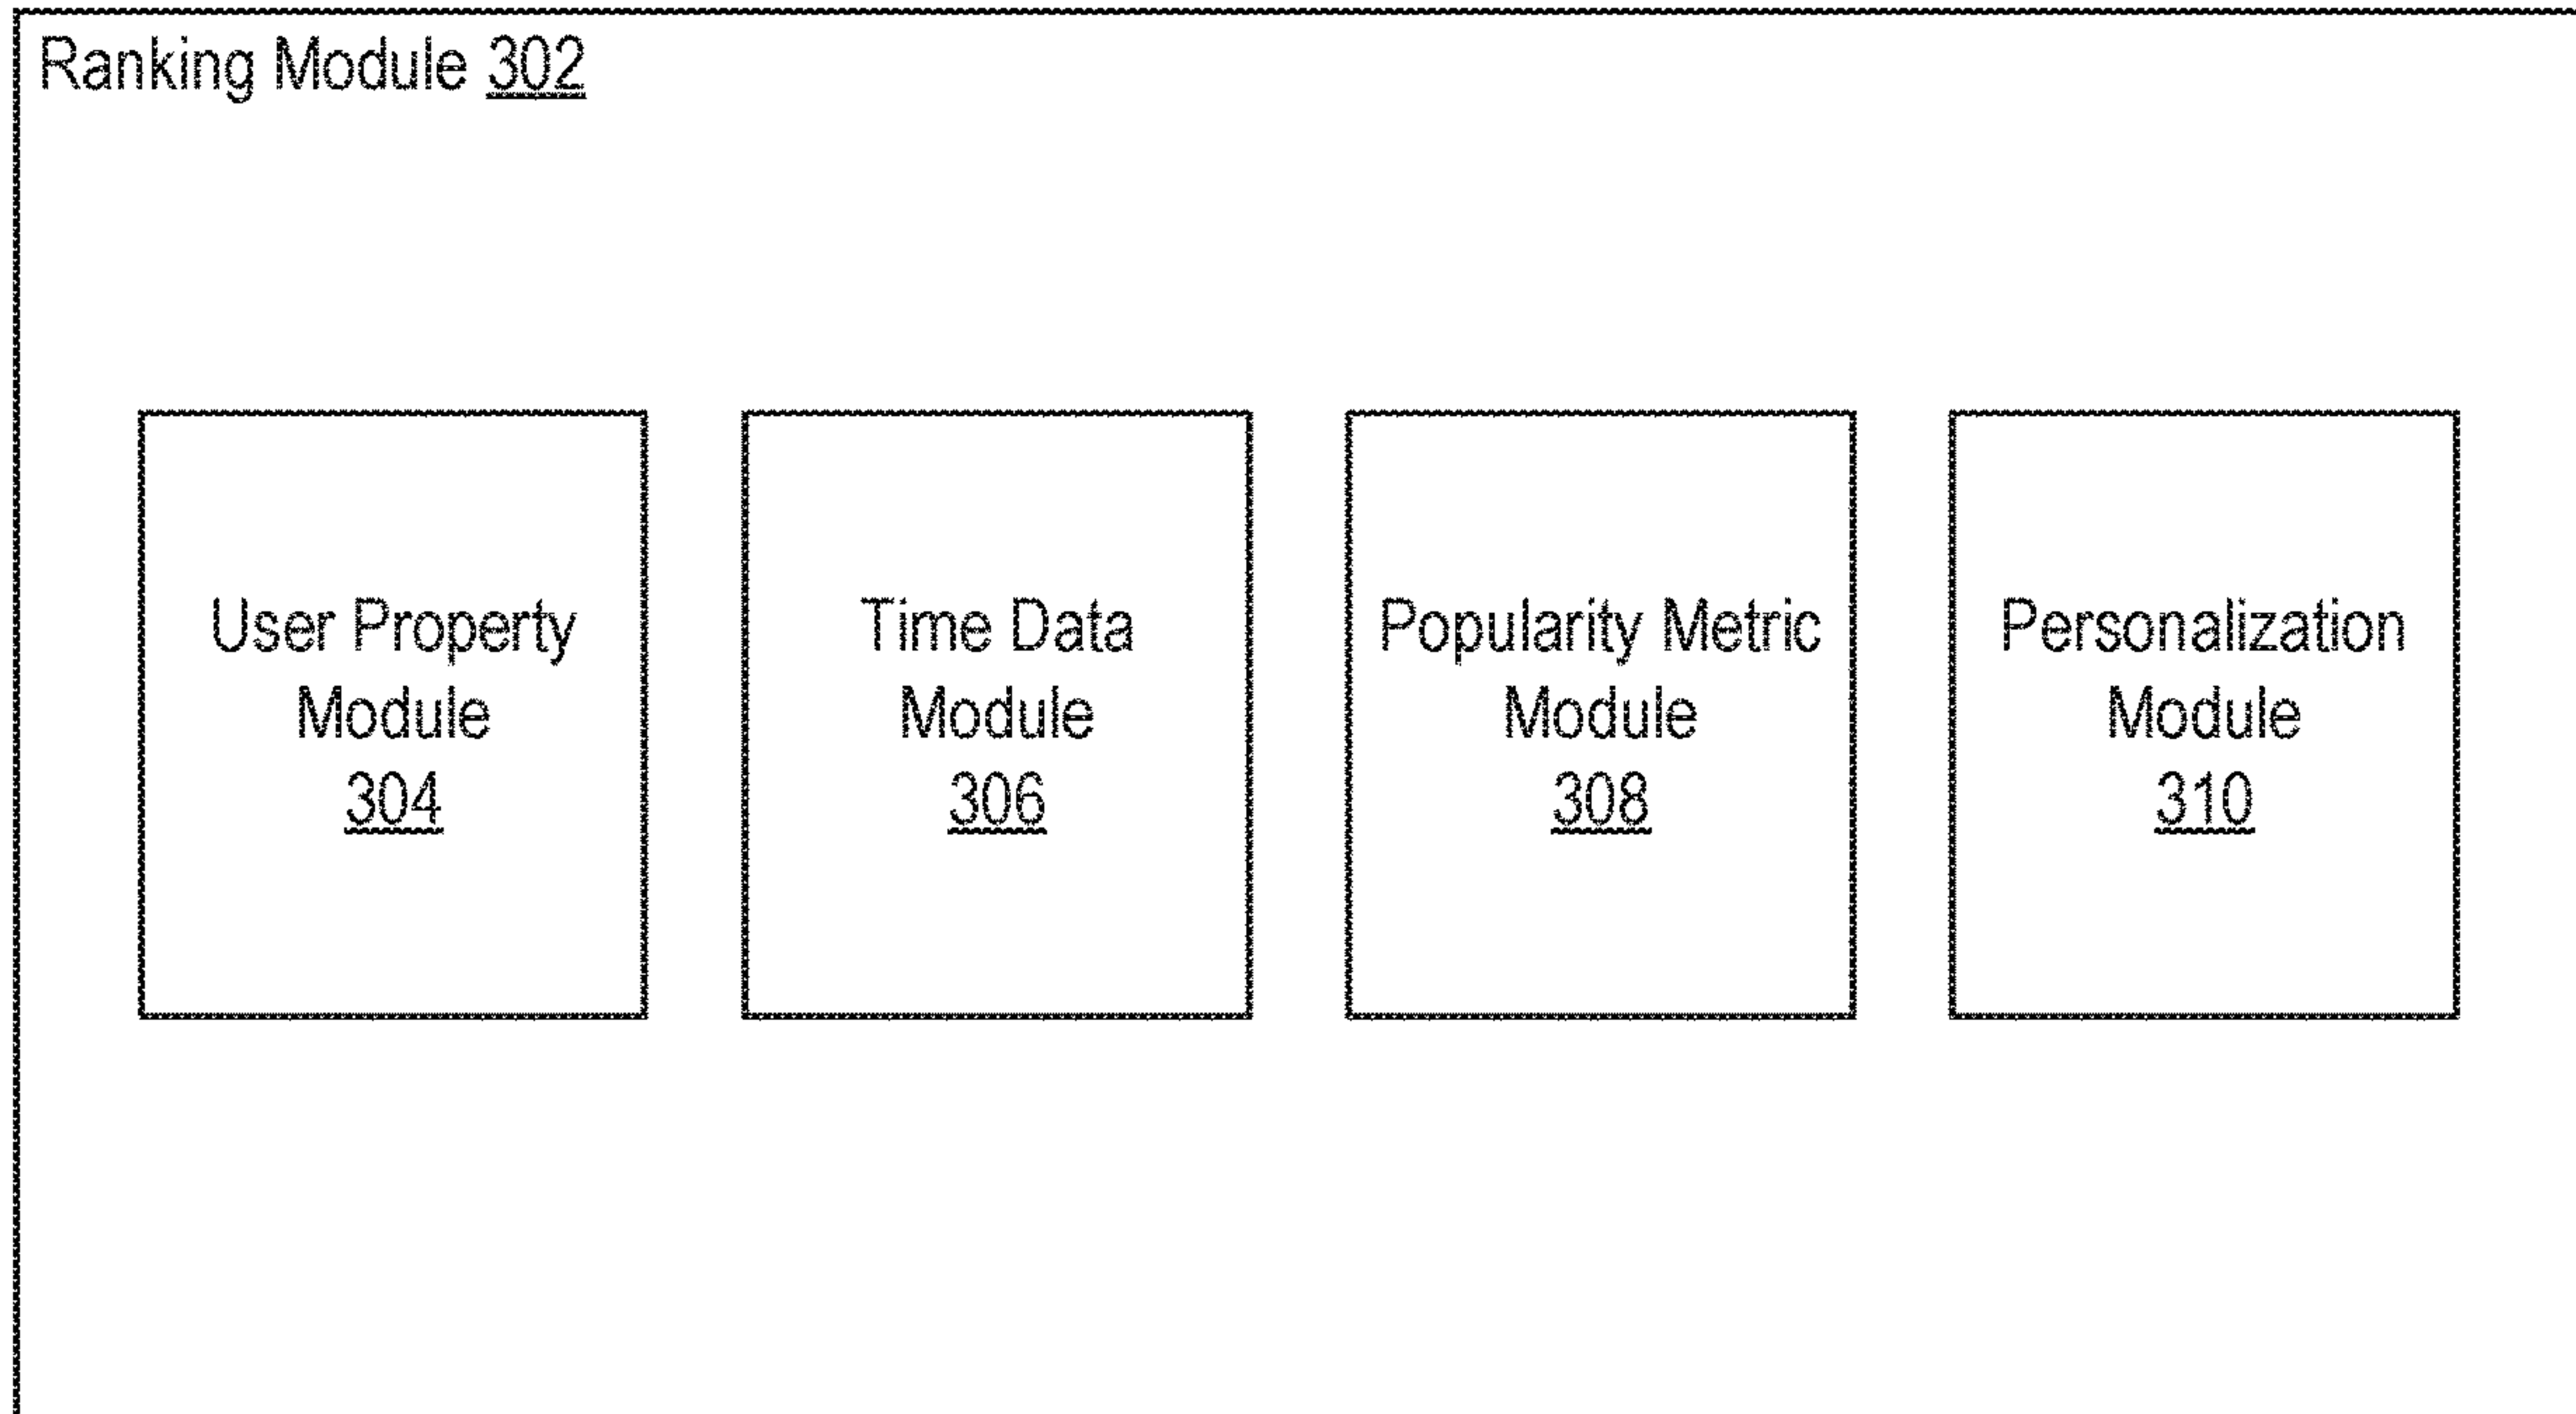 Ranking Module 302
User Property
Module
304
Time Data
Module
306
Popularity Metric
Module
308
Personalization
Module
310